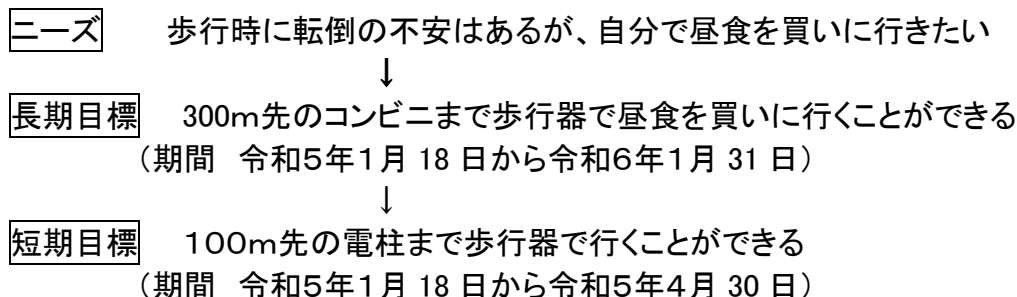 ニーズ 歩行時に転倒の不安はあるが、自分で昼食を買いに行きたい
↓
長期目標 300ｍ先のコンビニまで歩行器で昼食を買いに行くことができる
（期間 令和５年１月 18 日から令和６年１月 31 日）
↓
短期目標 １００ｍ先の電柱まで歩行器で行くことができる
（期間 令和５年１月 18 日から令和５年４月 30 日）